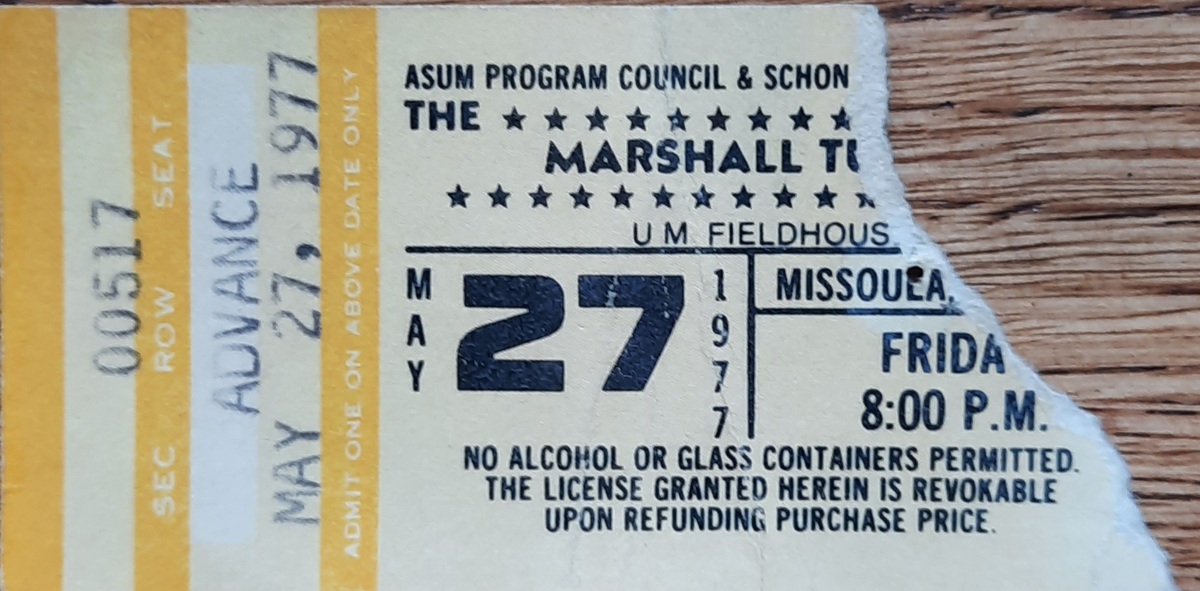 00517
SEC ROW SEAT
ADVANCE
MAY 27, 1977
ADMIT ONE ON ABOVE DATE ONLY
ASUM PROGRAM COUNCIL & SCHON
THE ★ ★ ★ ★ ★ ★ ★ ★ ★
MARSHALL TU
★ ★ ★ ★ ★ ★ ★ ★ ★ ★ ★
U M FIELDHOUS
MAY 27 1977
MISSOULA,
FRIDA
8:00 P.M.
NO ALCOHOL OR GLASS CONTAINERS PERMITTED.
THE LICENSE GRANTED HEREIN IS REVOKABLE
UPON REFUNDING PURCHASE PRICE.